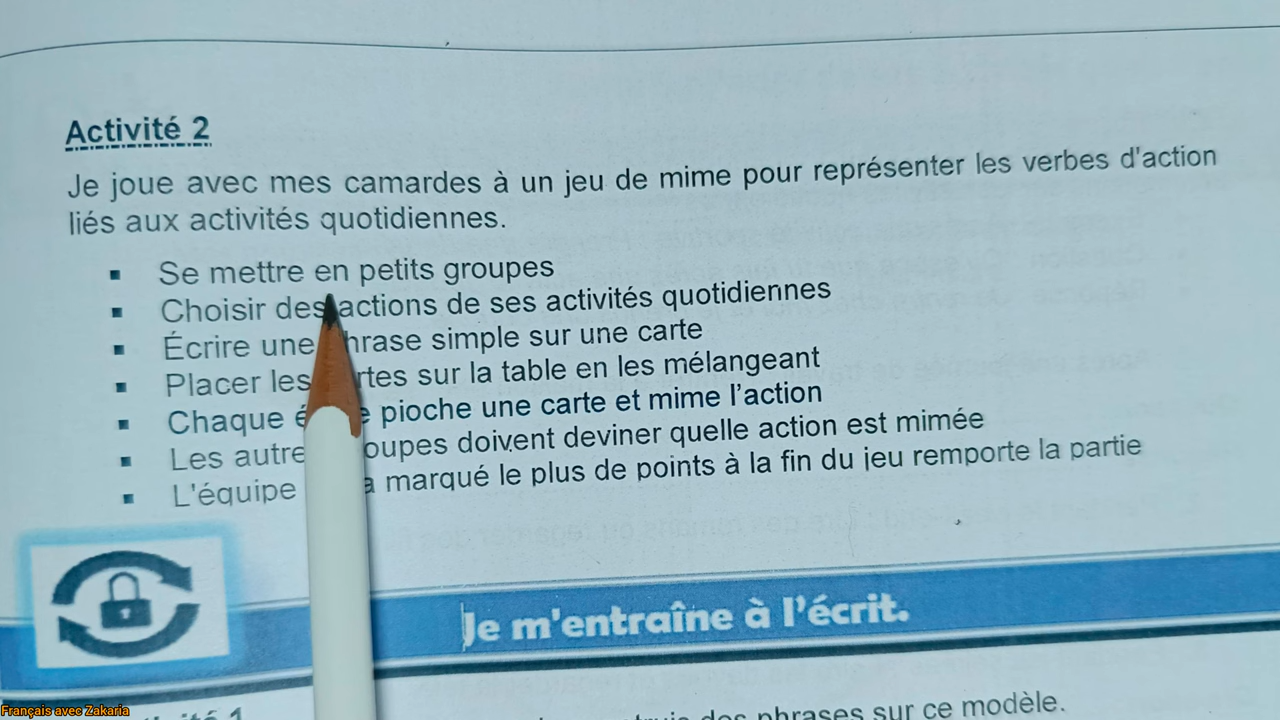 Activité 2
Je joue avec mes camardes à un jeu de mime pour représenter les verbes d'action
liés aux activités quotidiennes.
Se mettre en petits groupes
Choisir des actions de ses activités quotidiennes
Écrire une phrase simple sur une carte
Placer les cartes sur la table en les mélangeant
Chaque pioche une carte et mime l'action
Les autres groupes doivent deviner quelle action est mimée
L'équipe a marqué le plus de points à la fin du jeu remporte la partie
Je m'entraîne à l'écrit.
des phrases sur ce modèle.
Français avec Zakaria